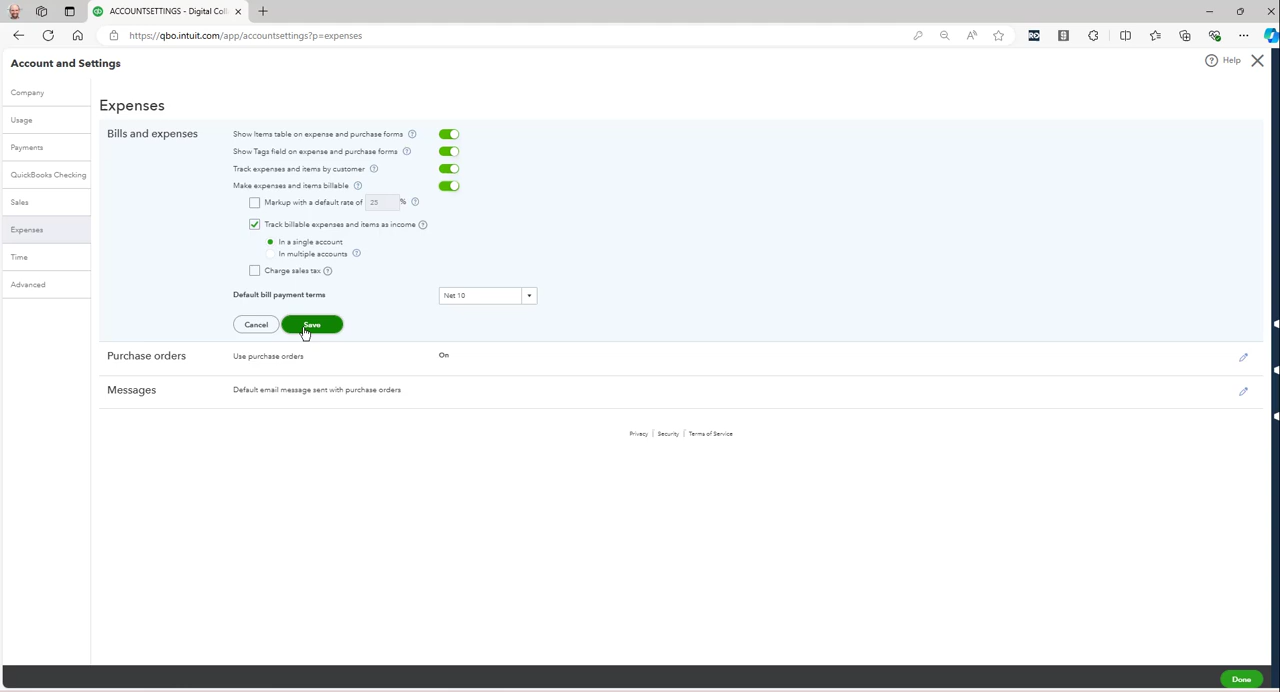 ACCOUNTSETTINGS - Digital Coll
https://qbo.intuit.com/app/accountsettings?p=expenses
Account and Settings
Help
Company
Usage
Payments
QuickBooks Checking
Sales
Expenses
Time
Advanced
Expenses
Bills and expenses
Show Items table on expense and purchase forms
Show Tags field on expense and purchase forms
Track expenses and items by customer
Make expenses and items billable
Markup with a default rate of 25 %
Track billable expenses and items as income
In a single account
In multiple accounts
Charge sales tax
Default bill payment terms Net 10
Cancel Save
Purchase orders Use purchase orders On
Messages Default email message sent with purchase orders
Privacy | Security | Terms of Service
Done